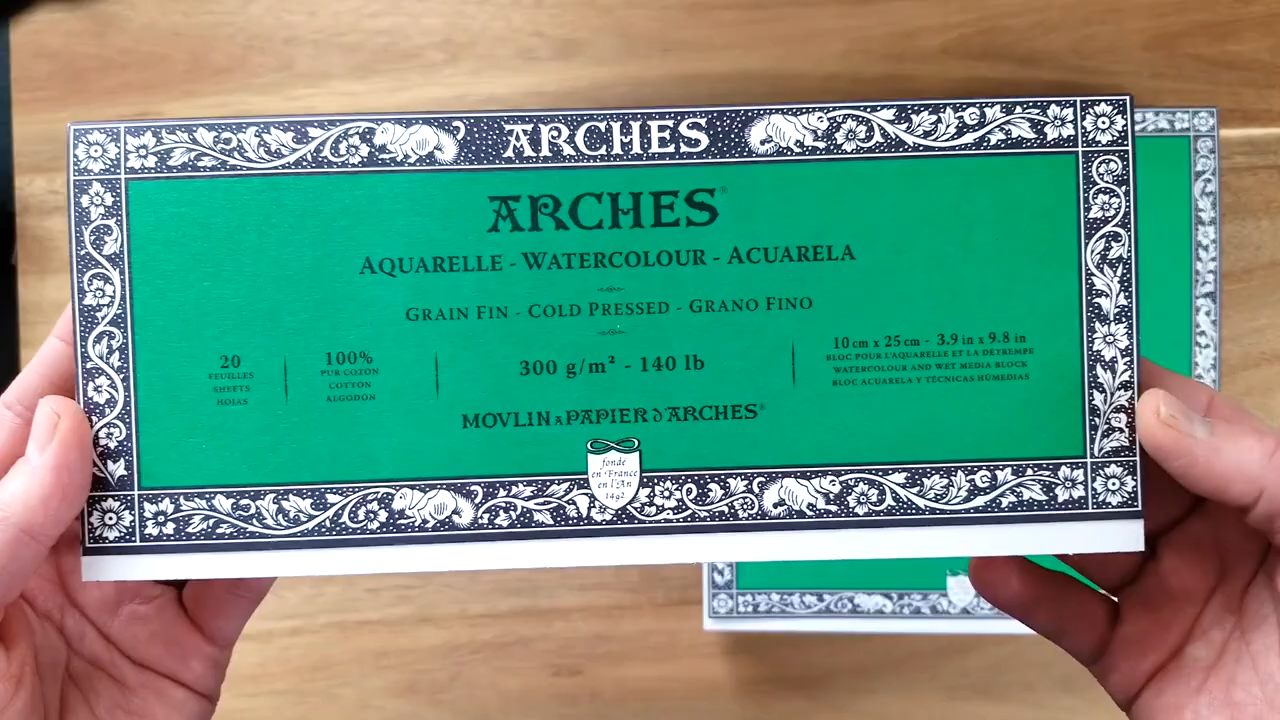 ARCHES
ARCHES®
AQUARELLE - WATERCOLOUR - ACUARELA
GRAIN FIN - COLD PRESSED - GRANO FINO
20
FEUILLES
SHEETS
HOJAS
100%
PUR COTON
COTTON
ALGODÓN
300 g/m² - 140 lb
10 cm x 25 cm - 3.9 in x 9.8 in
BLOC POUR L'AQUARELLE ET LA DÉTREMPE
WATERCOLOUR AND WET MEDIA BLOCK
BLOC ACUARELA Y TÉCNICAS HÚMEDIAS
MOVLIN A PAPIER d'ARCHES®
fondé
en France
en l'An
1492